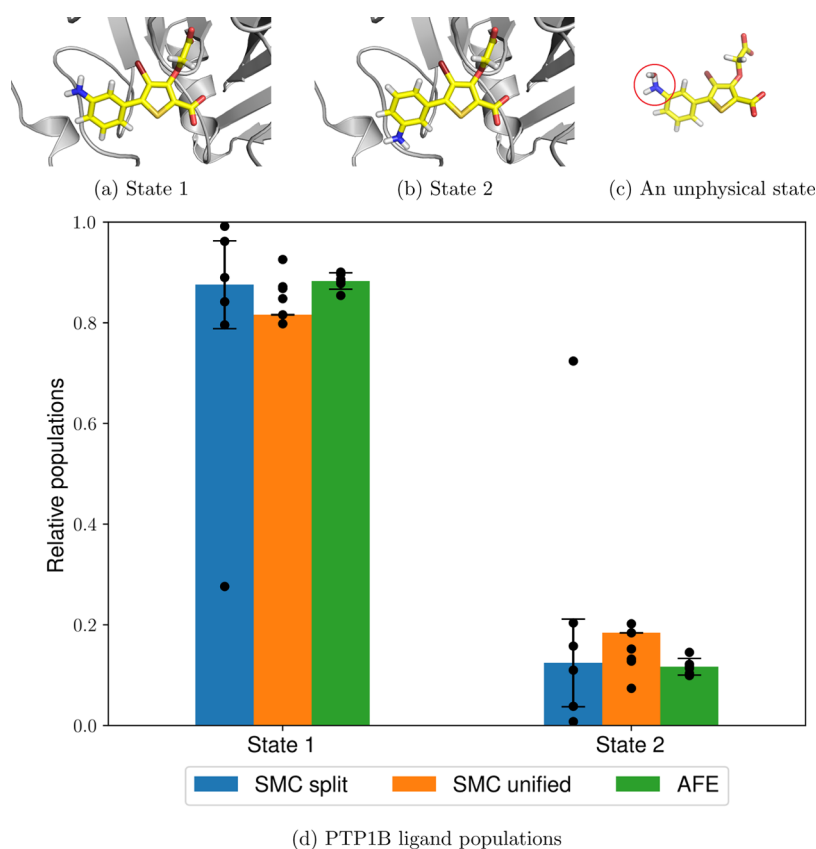 (a) State 1
(b) State 2
(c) An unphysical state
1.0
0.8
0.6
0.4
0.2
0.0
Relative populations
State 1
State 2
SMC split
SMC unified
AFE
(d) PTP1B ligand populations